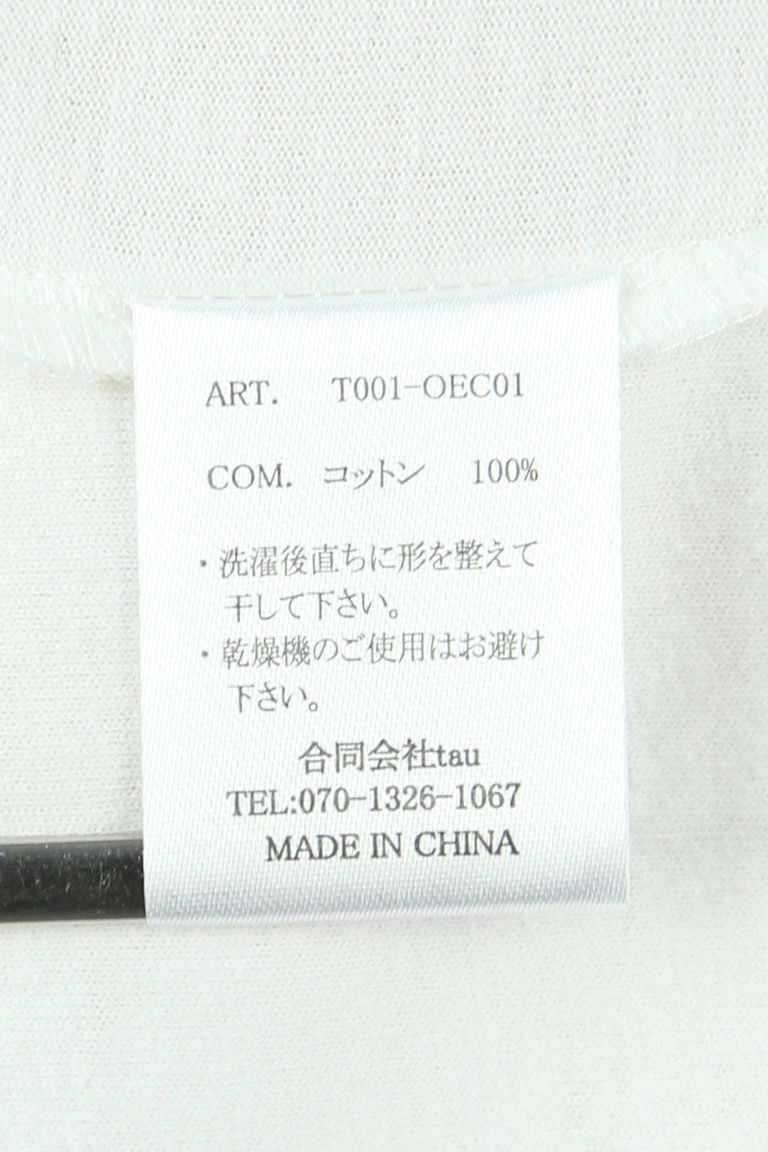 ART. T001-OEC01
COM. コットン 100%
・洗濯後直ちに形を整えて
干して下さい。
・乾燥機のご使用はお避け
下さい。
合同会社tau
TEL:070-1326-1067
MADE IN CHINA